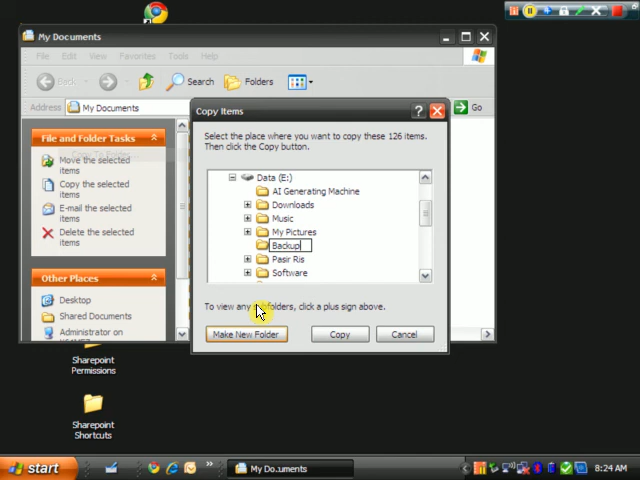 My Documents
File Edit View Favorites Tools Help
Back Search Folders
Address My Documents Go
File and Folder Tasks
Move the selected
items
Copy the selected
items
E-mail the selected
items
Delete the selected
items
Other Places
Desktop
Shared Documents
Administrator on
Copy Items
Select the place where you want to copy these 126 items.
Then click the Copy button.
Data (E:)
AI Generating Machine
Downloads
Music
My Pictures
Backup
Pasir Ris
Software
To view any folders, click a plus sign above.
Make New Folder Copy Cancel
Sharepoint
Permissions
Sharepoint
Shortcuts
start My Do...uments 8:24 AM